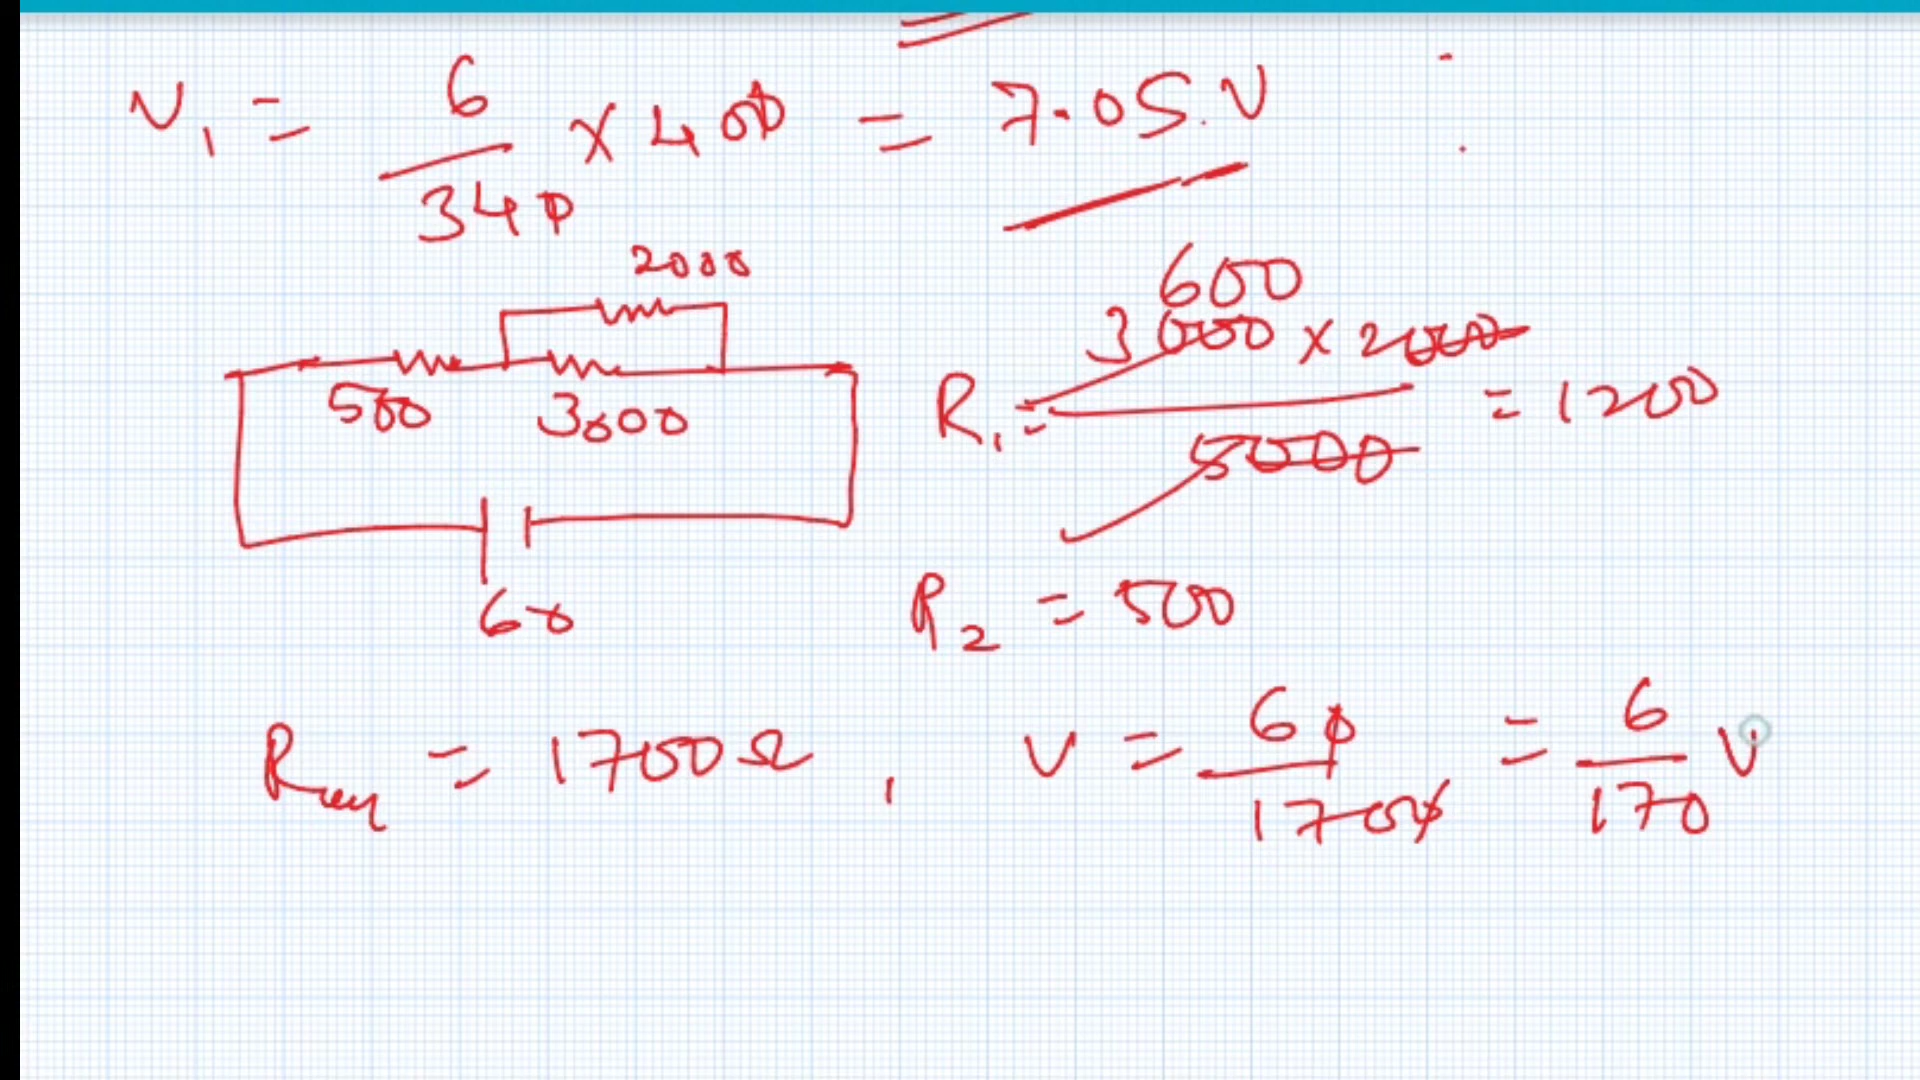 V₁ = 6/340 × 400 = 7.05 V
2000
500 3000
60
R₁ = 3000 × 2000 / 5000 = 1200
600
R₂ = 500
= 1700 Ω , V = 60/1700 = 6/170 V